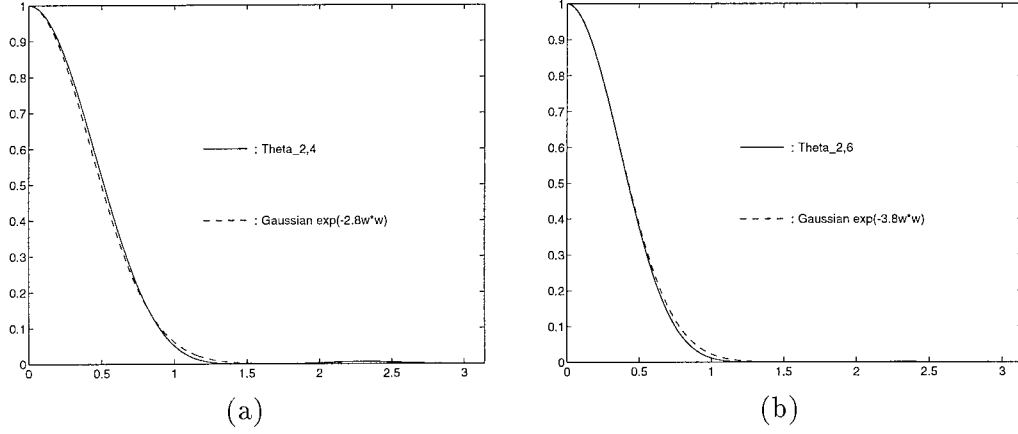 1
0.9
0.8
0.7
0.6
0.5
0.4
0.3
0.2
0.1
0
0 0.5 1 1.5 2 2.5 3
: Theta_2,4
: Gaussian exp(-2.8w*w)
(a)
1
0.9
0.8
0.7
0.6
0.5
0.4
0.3
0.2
0.1
0
0 0.5 1 1.5 2 2.5 3
: Theta_2,6
: Gaussian exp(-3.8w*w)
(b)